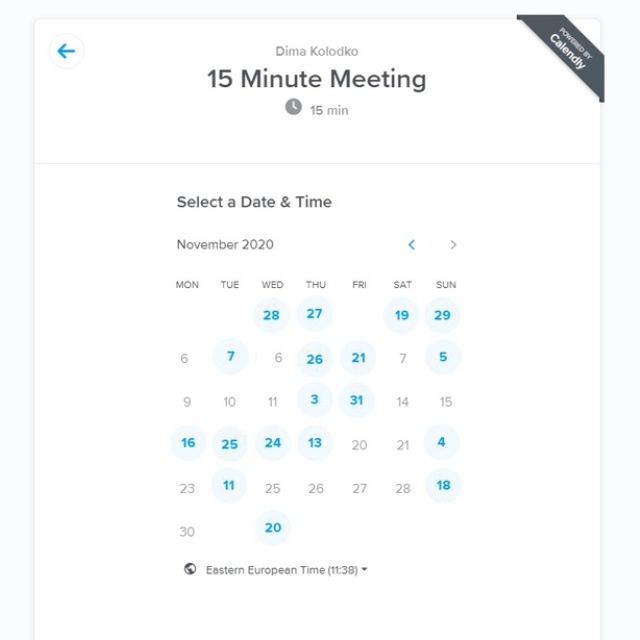 Dima Kolodko
15 Minute Meeting
15 min
POWERED BY
Calendly
Select a Date & Time
November 2020
MON TUE WED THU FRI SAT SUN
28 27 19 29
6 7 6 26 21 7 5
9 10 11 3 31 14 15
16 25 24 13 20 21 4
23 11 25 26 27 28 18
30 20
Eastern European Time (11:38)